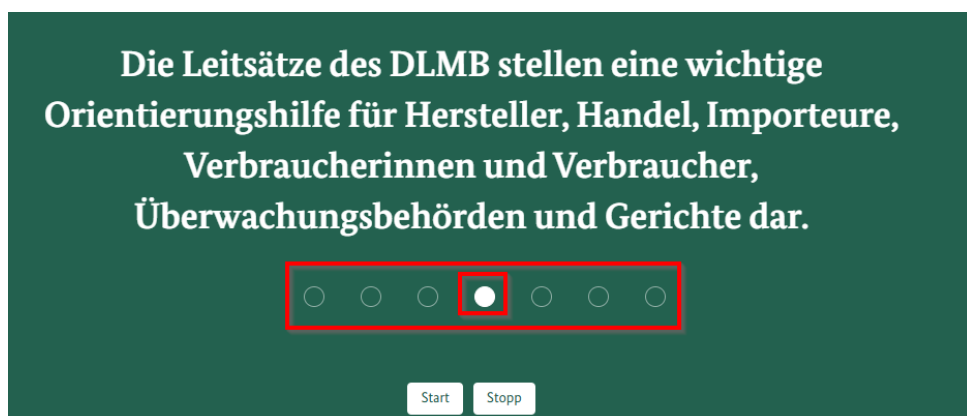 Die Leitsätze des DLMB stellen eine wichtige
Orientierungshilfe für Hersteller, Handel, Importeure,
Verbraucherinnen und Verbraucher,
Überwachungsbehörden und Gerichte dar.
Start Stopp